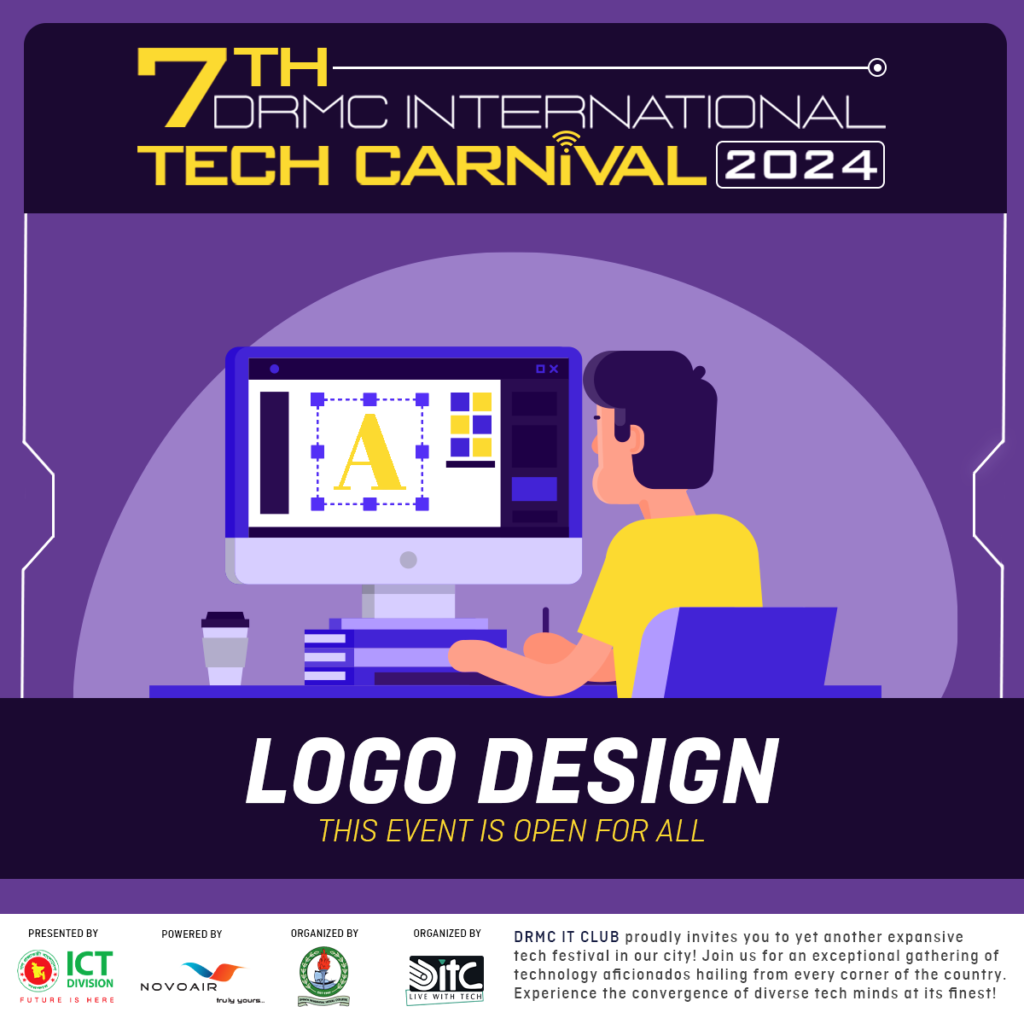 7TH
DRMC INTERNATIONAL
TECH CARNiVAL 2024
A
LOGO DESIGN
THIS EVENT IS OPEN FOR ALL
PRESENTED BY
ICT
DIVISION
FUTURE IS HERE
POWERED BY
NOVOAIR
truly yours...
ORGANIZED BY
ORGANIZED BY
DITC
LIVE WITH TECH
DRMC IT CLUB proudly invites you to yet another expansive
tech festival in our city! Join us for an exceptional gathering of
technology aficionados hailing from every corner of the country.
Experience the convergence of diverse tech minds at its finest!